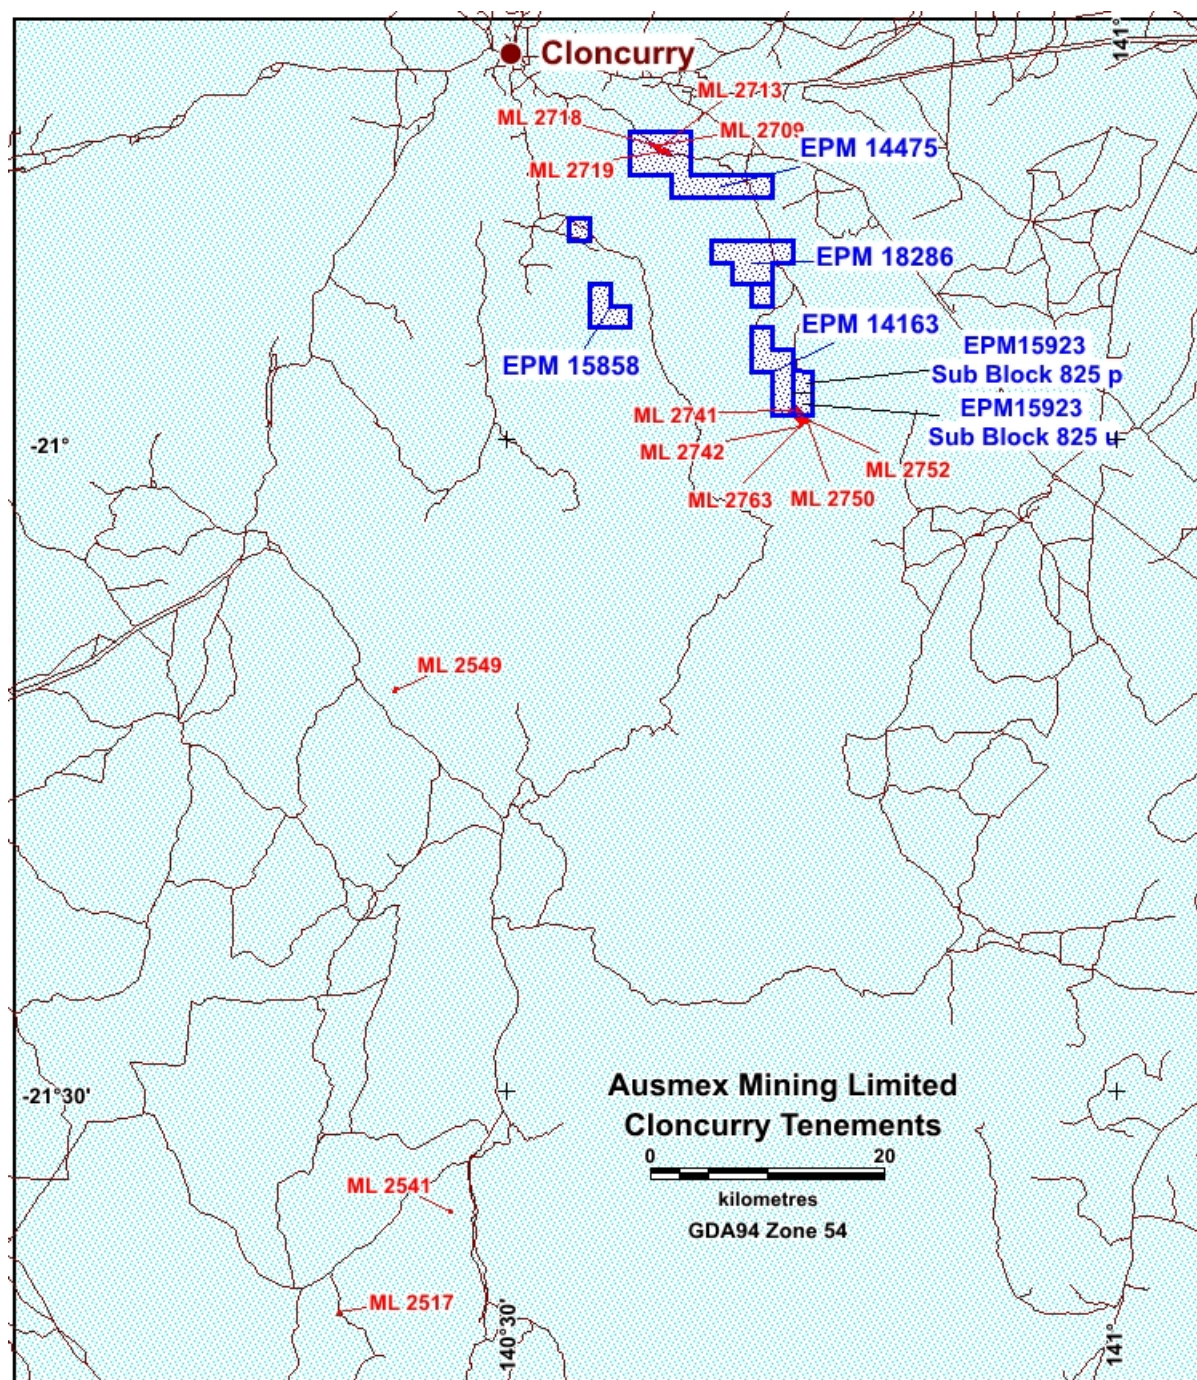 141°
Cloncurry
ML 2713
ML 2718
ML 2709
EPM 14475
ML 2719
EPM 18286
EPM 14163
EPM15923
Sub Block 825 p
EPM 15858
EPM15923
Sub Block 825 u
ML 2741
-21°
ML 2742
ML 2752
ML 2763
ML 2750
ML 2549
Ausmex Mining Limited
-21°30'
Cloncurry Tenements
0 20
kilometres
GDA94 Zone 54
ML 2541
ML 2517
140°30'
141°